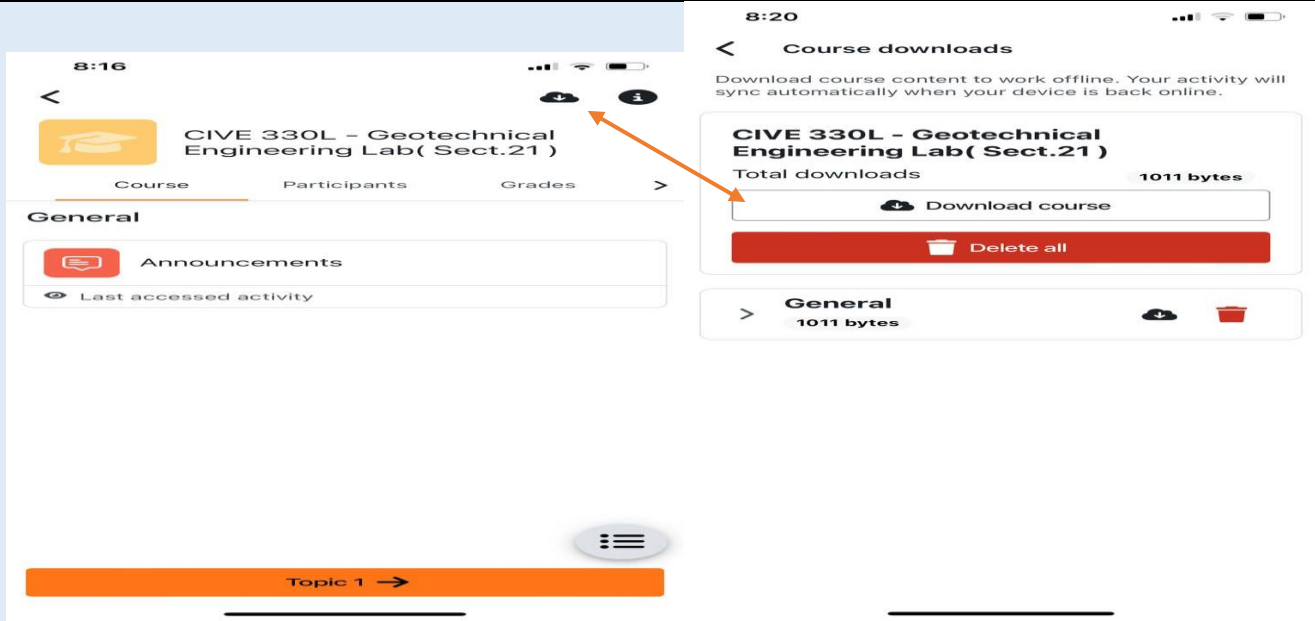 8:16
CIVE 330L - Geotechnical
Engineering Lab( Sect.21 )
Course Participants Grades
General
Announcements
Last accessed activity
Topic 1
8:20
Course downloads
Download course content to work offline. Your activity will
sync automatically when your device is back online.
CIVE 330L - Geotechnical
Engineering Lab( Sect.21 )
Total downloads 1011 bytes
Download course
Delete all
General
1011 bytes